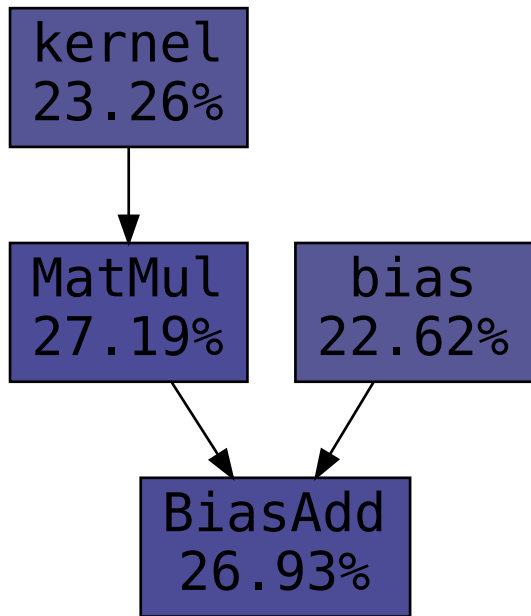 kernel
23.26%
MatMul
27.19%
bias
22.62%
BiasAdd
26.93%